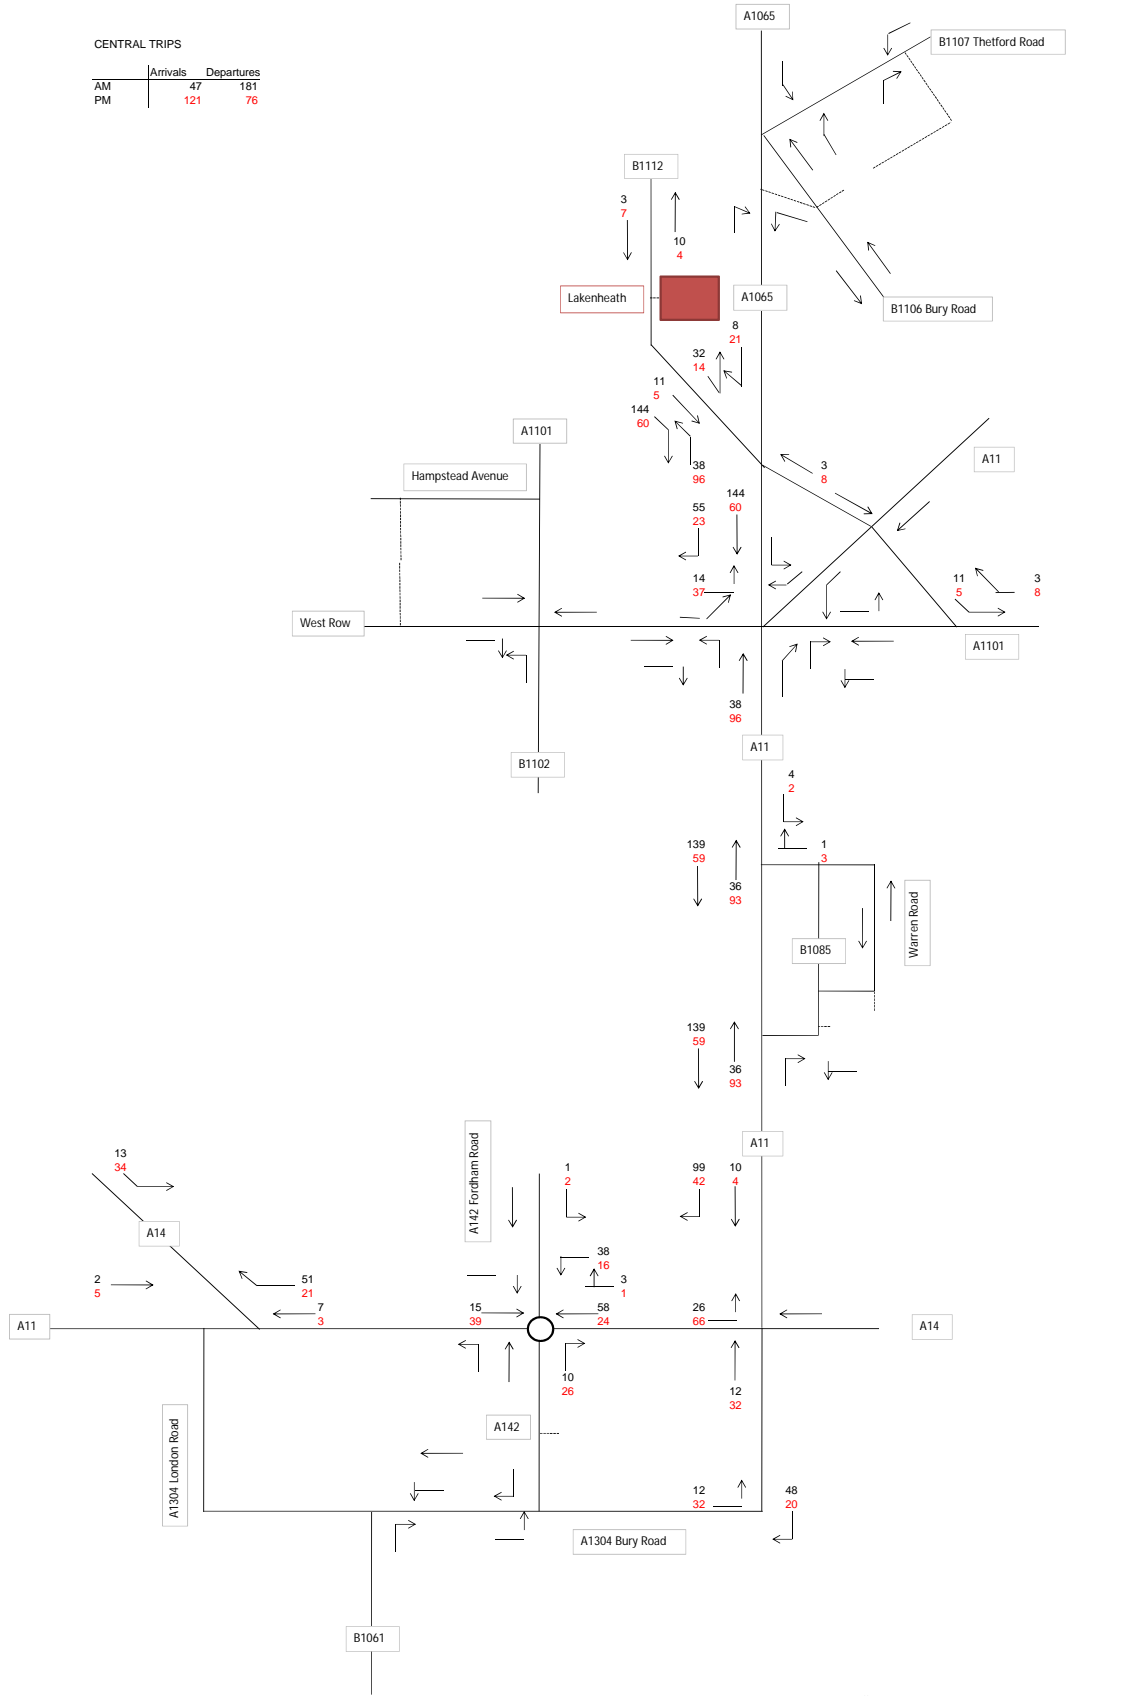 A1065
CENTRAL TRIPS
B1107 Thetford Road
Arrivals Departures
AM 47 181
PM 121 76
B1112
3
7
10
4
Lakenheath
A1065
B1106 Bury Road
8
21
32
14
11
5
144
60
A1101
A11
Hampstead Avenue
38
96
3
8
144
60
55
23
14
37
11
5
3
8
West Row
A1101
38
96
A11
B1102
4
2
139
59
1
3
36
93
Warren Road
B1085
139
59
36
93
A11
A142 Fordham Road
13
34
1
2
99
42
10
4
A14
38
16
2
5
51
21
3
1
7
3
15
39
58
24
26
66
A11
A14
10
26
12
32
A142
A1304 London Road
12
32
48
20
A1304 Bury Road
B1061